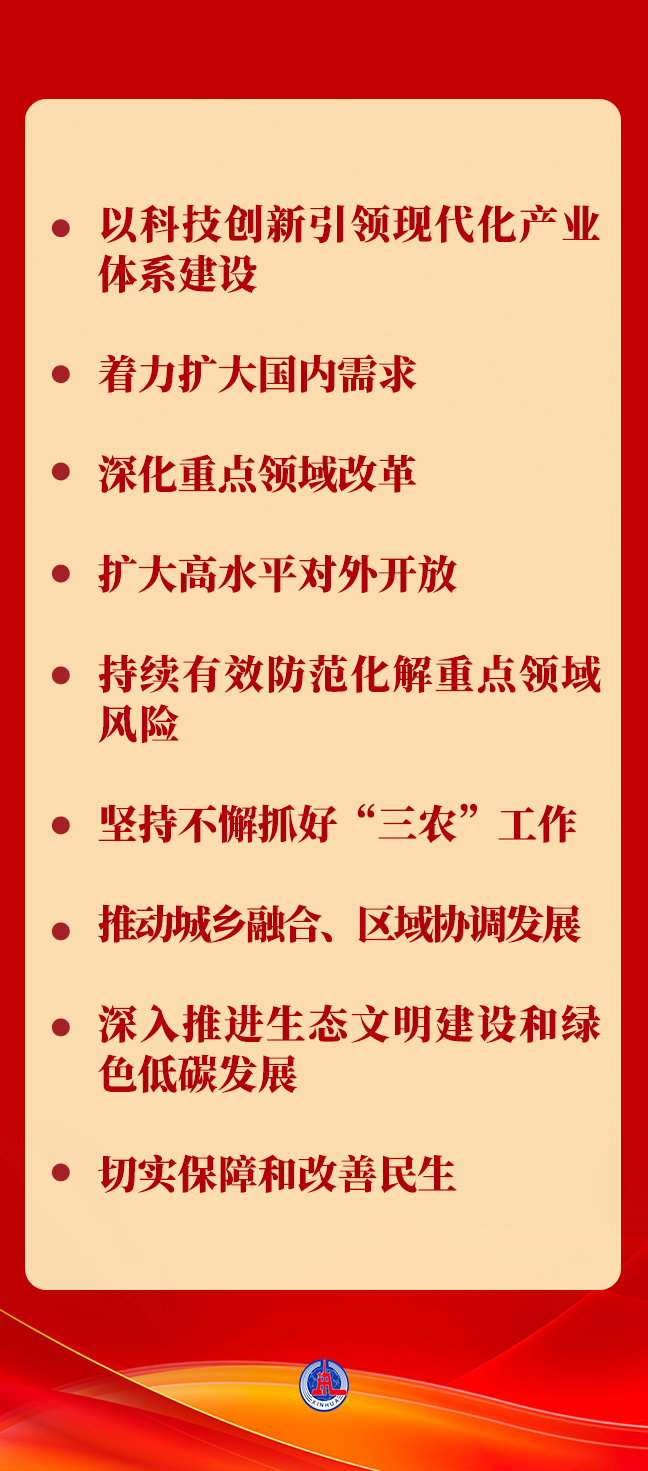 以科技创新引领现代化产业
体系建设
着力扩大国内需求
深化重点领域改革
扩大高水平对外开放
持续有效防范化解重点领域
风险
坚持不懈抓好“三农”工作
推动城乡融合、区域协调发展
深入推进生态文明建设和绿
色低碳发展
切实保障和改善民生
XINHUA